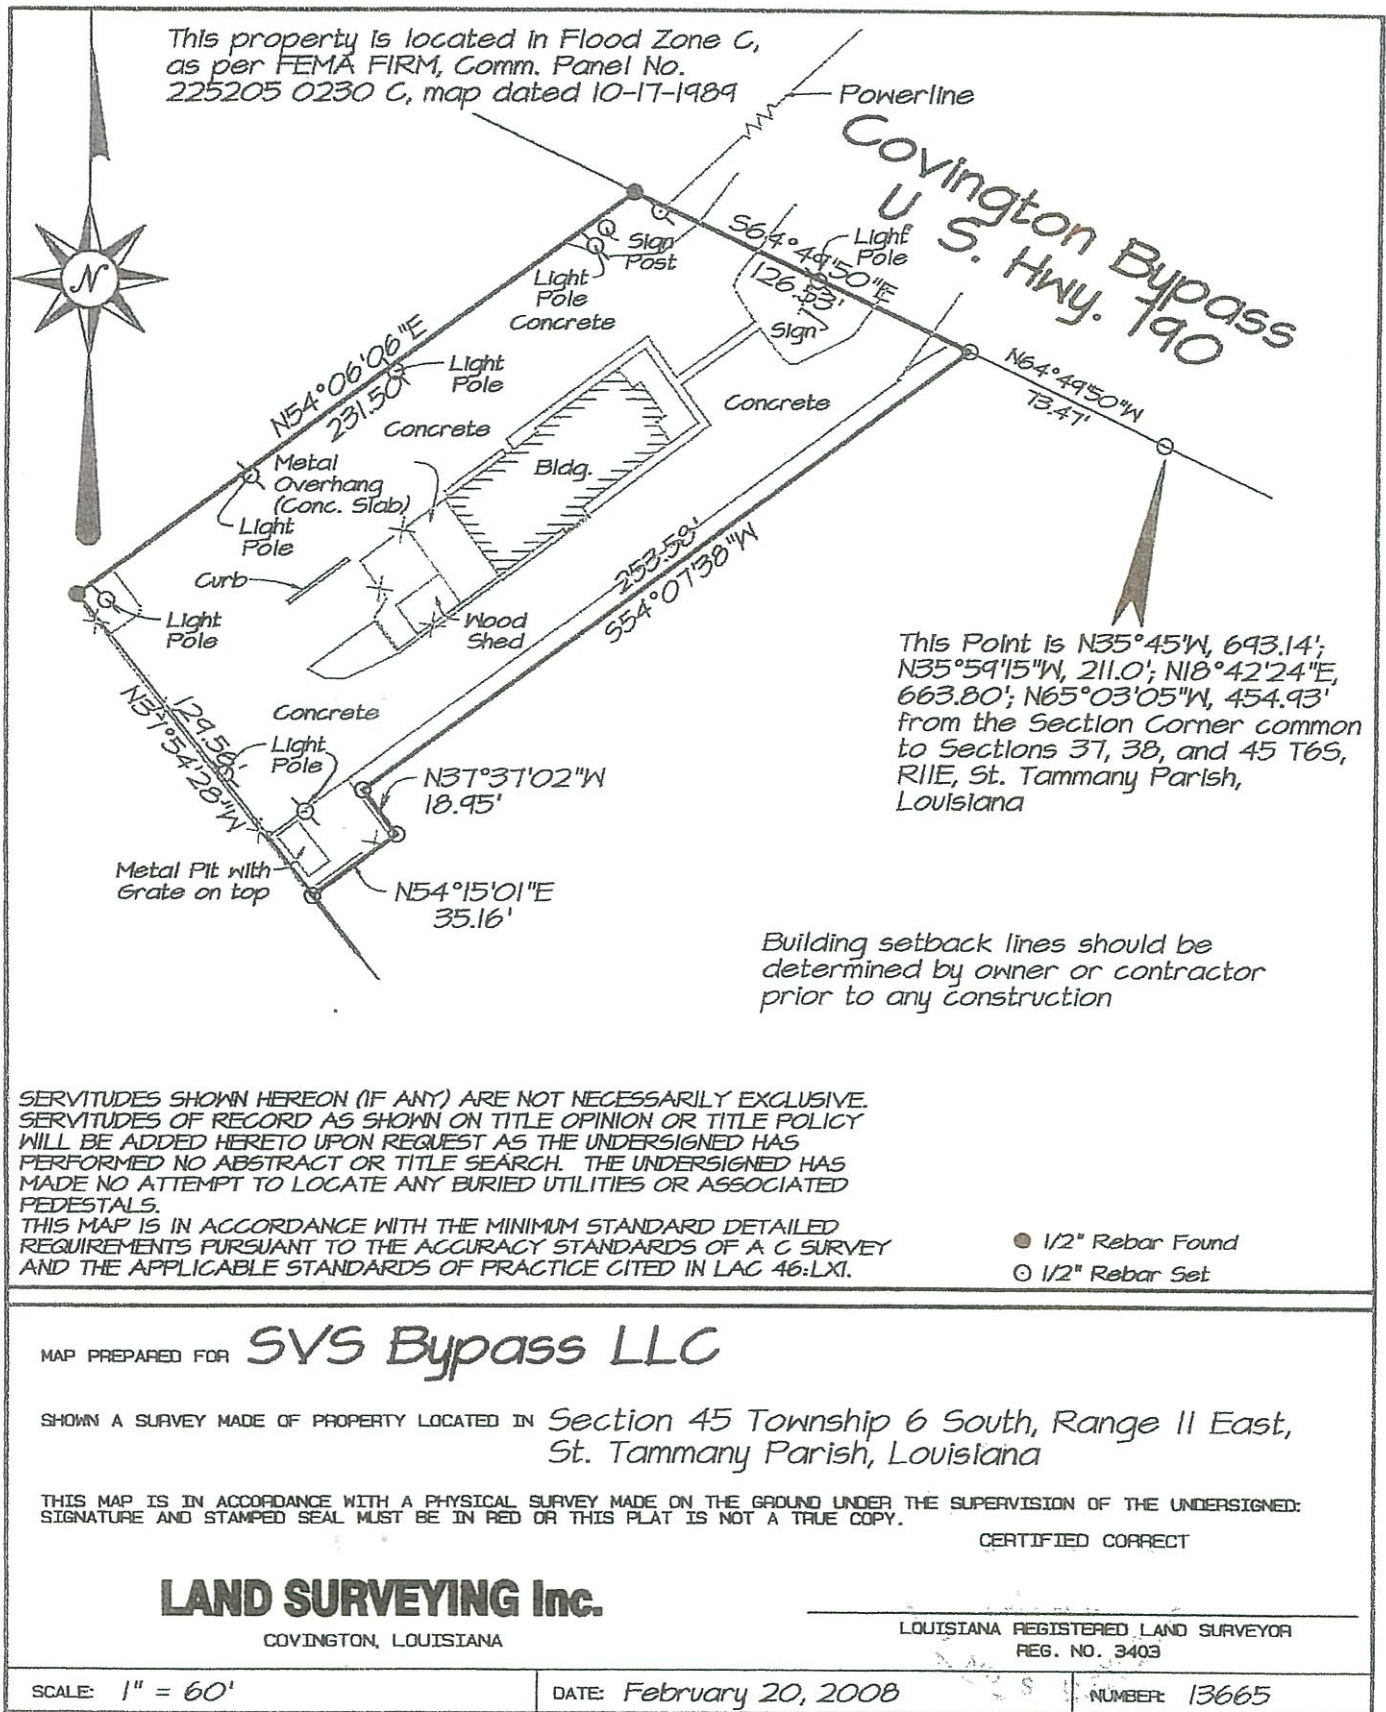 This property is located in Flood Zone C,
as per FEMA FIRM, Comm. Panel No.
225205 0230 C, map dated 10-17-1989
Powerline
Covington Bypass
U. S. Hwy. 190
N
S64°49'50"E
126.53'
Light
Pole
Sign
Sign
Post
Light
Pole
Concrete
N54°06'06"E
231.50'
Light
Pole
Concrete
Concrete
N64°49'50"W
73.47'
Metal
Overhang
(Conc. Slab)
Bldg.
Light
Pole
Curb
253.58'
S54°07'38"W
Light
Pole
Wood
Shed
This Point is N35°45'W, 693.14';
N35°59'15"W, 211.0'; N18°42'24"E,
663.80'; N65°03'05"W, 454.93'
from the Section Corner common
to Sections 37, 38, and 45 T6S,
R11E, St. Tammany Parish,
Louisiana
129.56'
N37°54'28"W
Concrete
Light
Pole
N37°37'02"W
18.95'
Metal Pit with
Grate on top
N54°15'01"E
35.16'
Building setback lines should be
determined by owner or contractor
prior to any construction
SERVITUDES SHOWN HEREON (IF ANY) ARE NOT NECESSARILY EXCLUSIVE.
SERVITUDES OF RECORD AS SHOWN ON TITLE OPINION OR TITLE POLICY
WILL BE ADDED HERETO UPON REQUEST AS THE UNDERSIGNED HAS
PERFORMED NO ABSTRACT OR TITLE SEARCH. THE UNDERSIGNED HAS
MADE NO ATTEMPT TO LOCATE ANY BURIED UTILITIES OR ASSOCIATED
PEDESTALS.
THIS MAP IS IN ACCORDANCE WITH THE MINIMUM STANDARD DETAILED
REQUIREMENTS PURSUANT TO THE ACCURACY STANDARDS OF A C SURVEY
AND THE APPLICABLE STANDARDS OF PRACTICE CITED IN LAC 46:LXI.
1/2" Rebar Found
1/2" Rebar Set
MAP PREPARED FOR SVS Bypass LLC
SHOWN A SURVEY MADE OF PROPERTY LOCATED IN Section 45 Township 6 South, Range 11 East,
St. Tammany Parish, Louisiana
THIS MAP IS IN ACCORDANCE WITH A PHYSICAL SURVEY MADE ON THE GROUND UNDER THE SUPERVISION OF THE UNDERSIGNED:
SIGNATURE AND STAMPED SEAL MUST BE IN RED OR THIS PLAT IS NOT A TRUE COPY.
CERTIFIED CORRECT
LAND SURVEYING Inc.
COVINGTON, LOUISIANA
LOUISIANA REGISTERED LAND SURVEYOR
REG. NO. 3403
SCALE: 1" = 60'
DATE: February 20, 2008
NUMBER: 13665